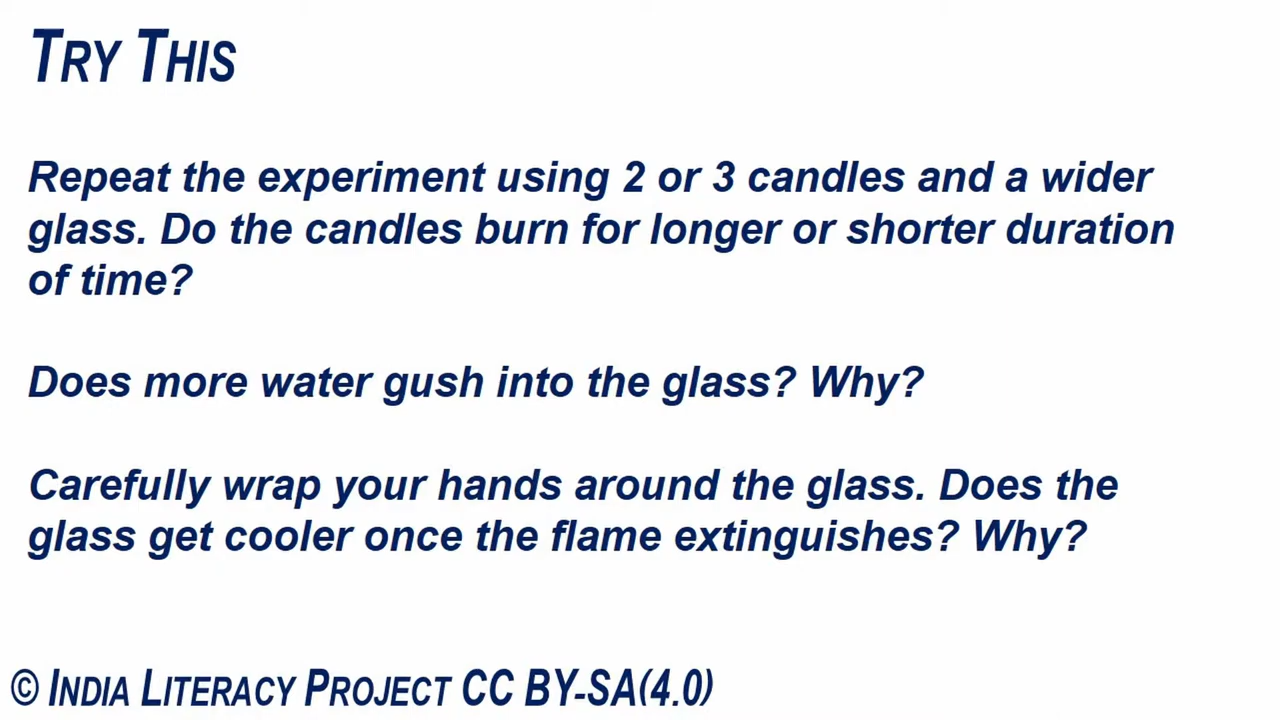 TRY THIS
Repeat the experiment using 2 or 3 candles and a wider
glass. Do the candles burn for longer or shorter duration
of time?
Does more water gush into the glass? Why?
Carefully wrap your hands around the glass. Does the
glass get cooler once the flame extinguishes? Why?
© INDIA LITERACY PROJECT CC BY-SA(4.0)